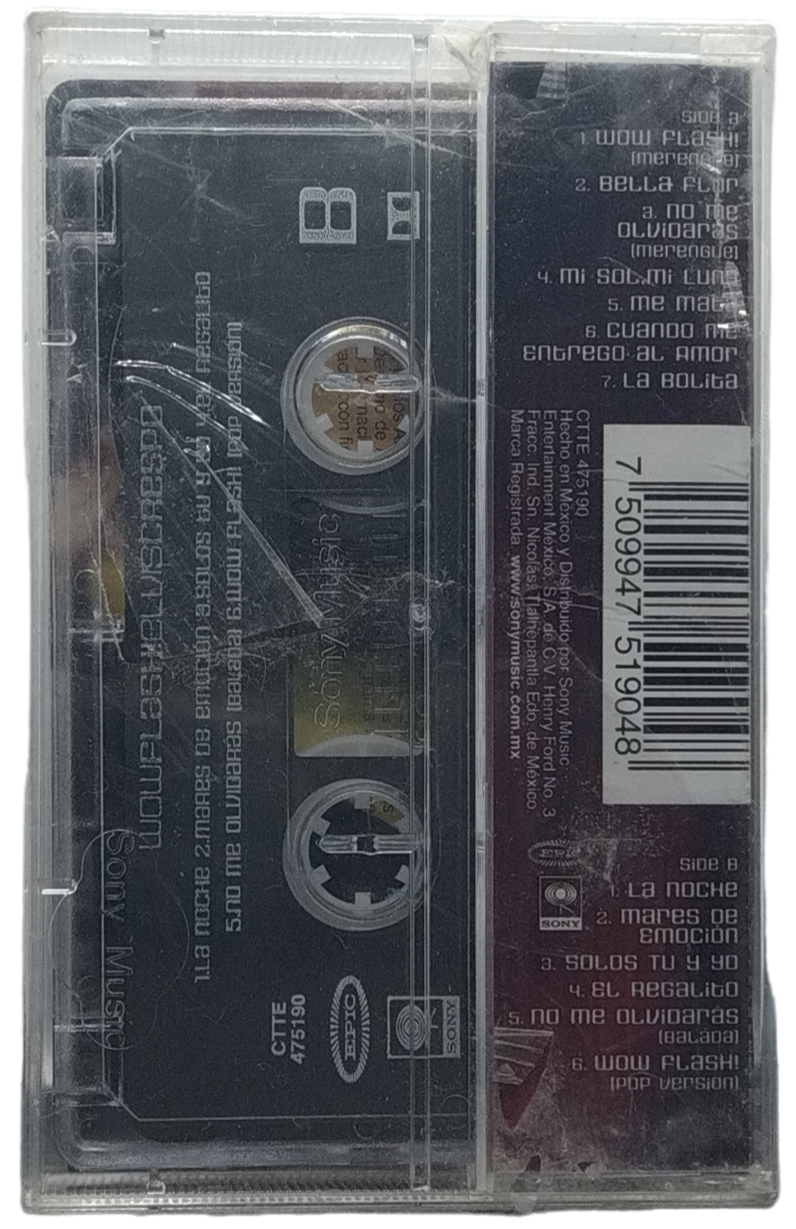 SIDE A
1. WOW FLASH!
(MERENGUE)
2. BELLA FLOR
3. NO ME
OLVIDARÁS
(MERENGUE)
4. MI SOL, MI LUNA
5. ME MATA
6. CUANDO ME
ENTREGO AL AMOR
7. LA BOLITA
CTTE 475190
Hecho en México y Distribuido por Sony Music
Entertainment México, S.A. de C.V. Henry Ford No. 3
Fracc. Ind. Sn. Nicolás, Tlalnepantla Edo. de México.
Marca Registrada www.sonymusic.com.mx
7 509947 519048
EPIC
SONY
SIDE B
1. LA NOCHE
2. MARES DE
EMOCIÓN
3. SOLOS TU Y YO
4. EL REGALITO
5. NO ME OLVIDARÁS
(BALADA)
6. WOW FLASH!
(POP VERSION)
B
WOW FLASH! ELVIS CRESPO
1.LA NOCHE 2.MARES DE EMOCIÓN 3.SOLOS TU Y YO 4.EL REGALITO
5.NO ME OLVIDARÁS (BALADA) 6.WOW FLASH! (POP VERSION)
Sony Music
Sony Music
CTTE
475190
EPIC
SONY